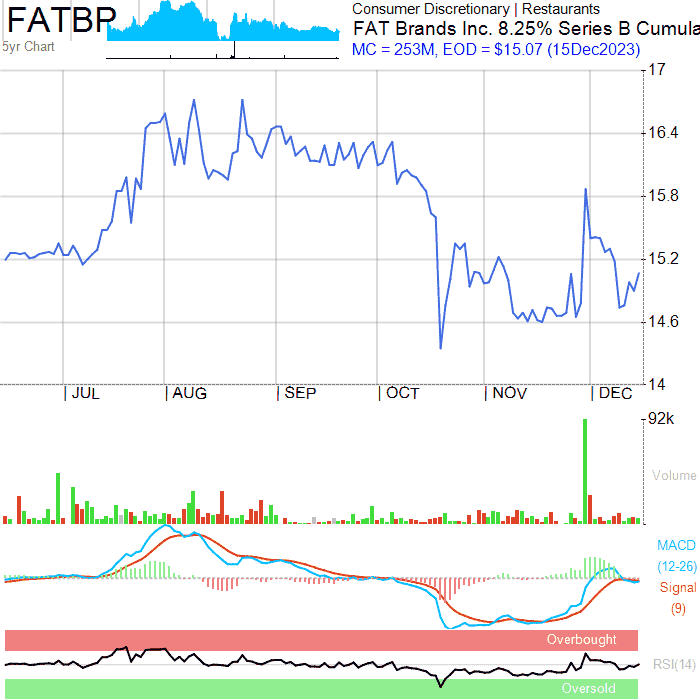 FATBP
5yr Chart
Consumer Discretionary | Restaurants
FAT Brands Inc. 8.25% Series B Cumula
MC = 253M, EOD = $15.07 (15Dec2023)
17
16.4
15.8
15.2
14.6
14
JUL AUG SEP OCT NOV DEC
92k
Volume
MACD
(12-26)
Signal
(9)
Overbought
RSI(14)
Oversold